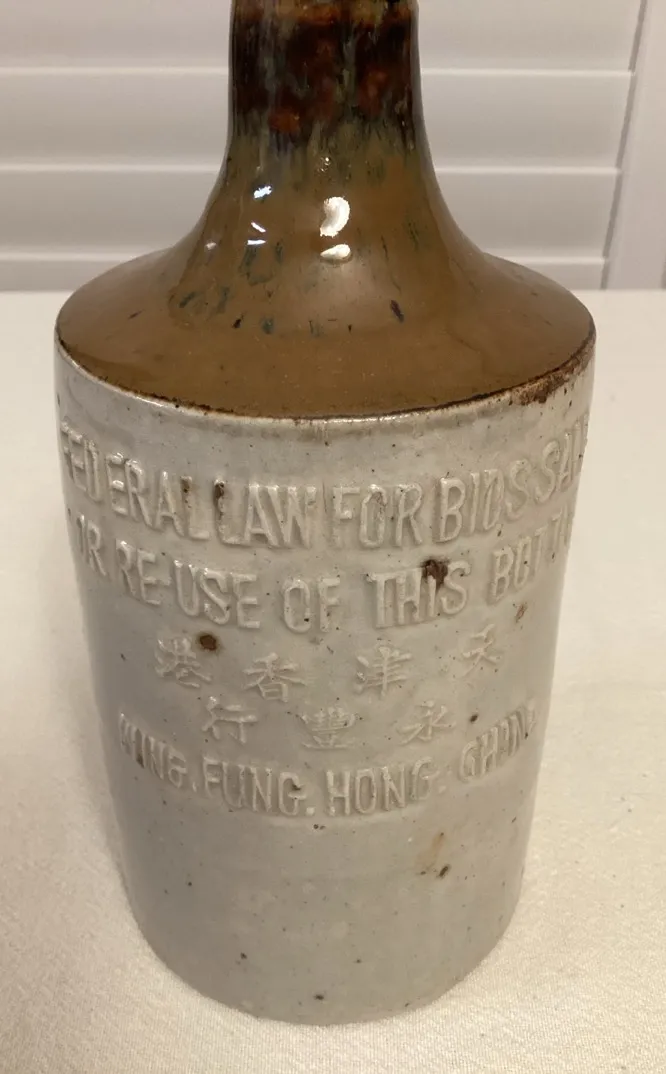 FEDERAL LAW FORBIDS SAL
OR RE-USE OF THIS BOTTL
天津香港
永豐行
WING. FUNG. HONG. CHINA